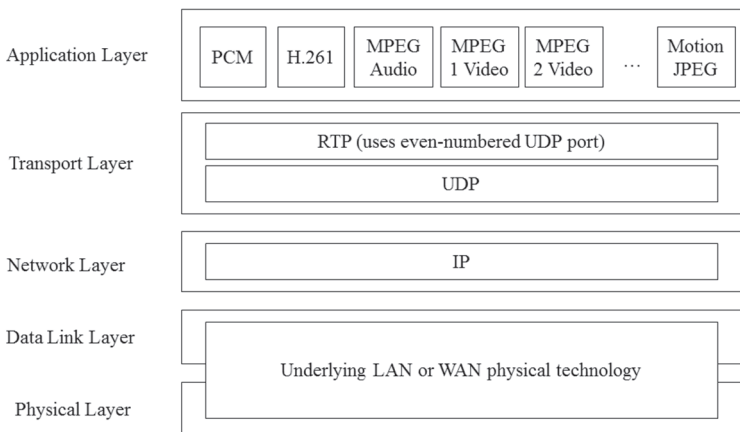 Application Layer
PCM
H.261
MPEG
Audio
MPEG
1 Video
MPEG
2 Video
...
Motion
JPEG
Transport Layer
RTP (uses even-numbered UDP port)
UDP
Network Layer
IP
Data Link Layer
Underlying LAN or WAN physical technology
Physical Layer